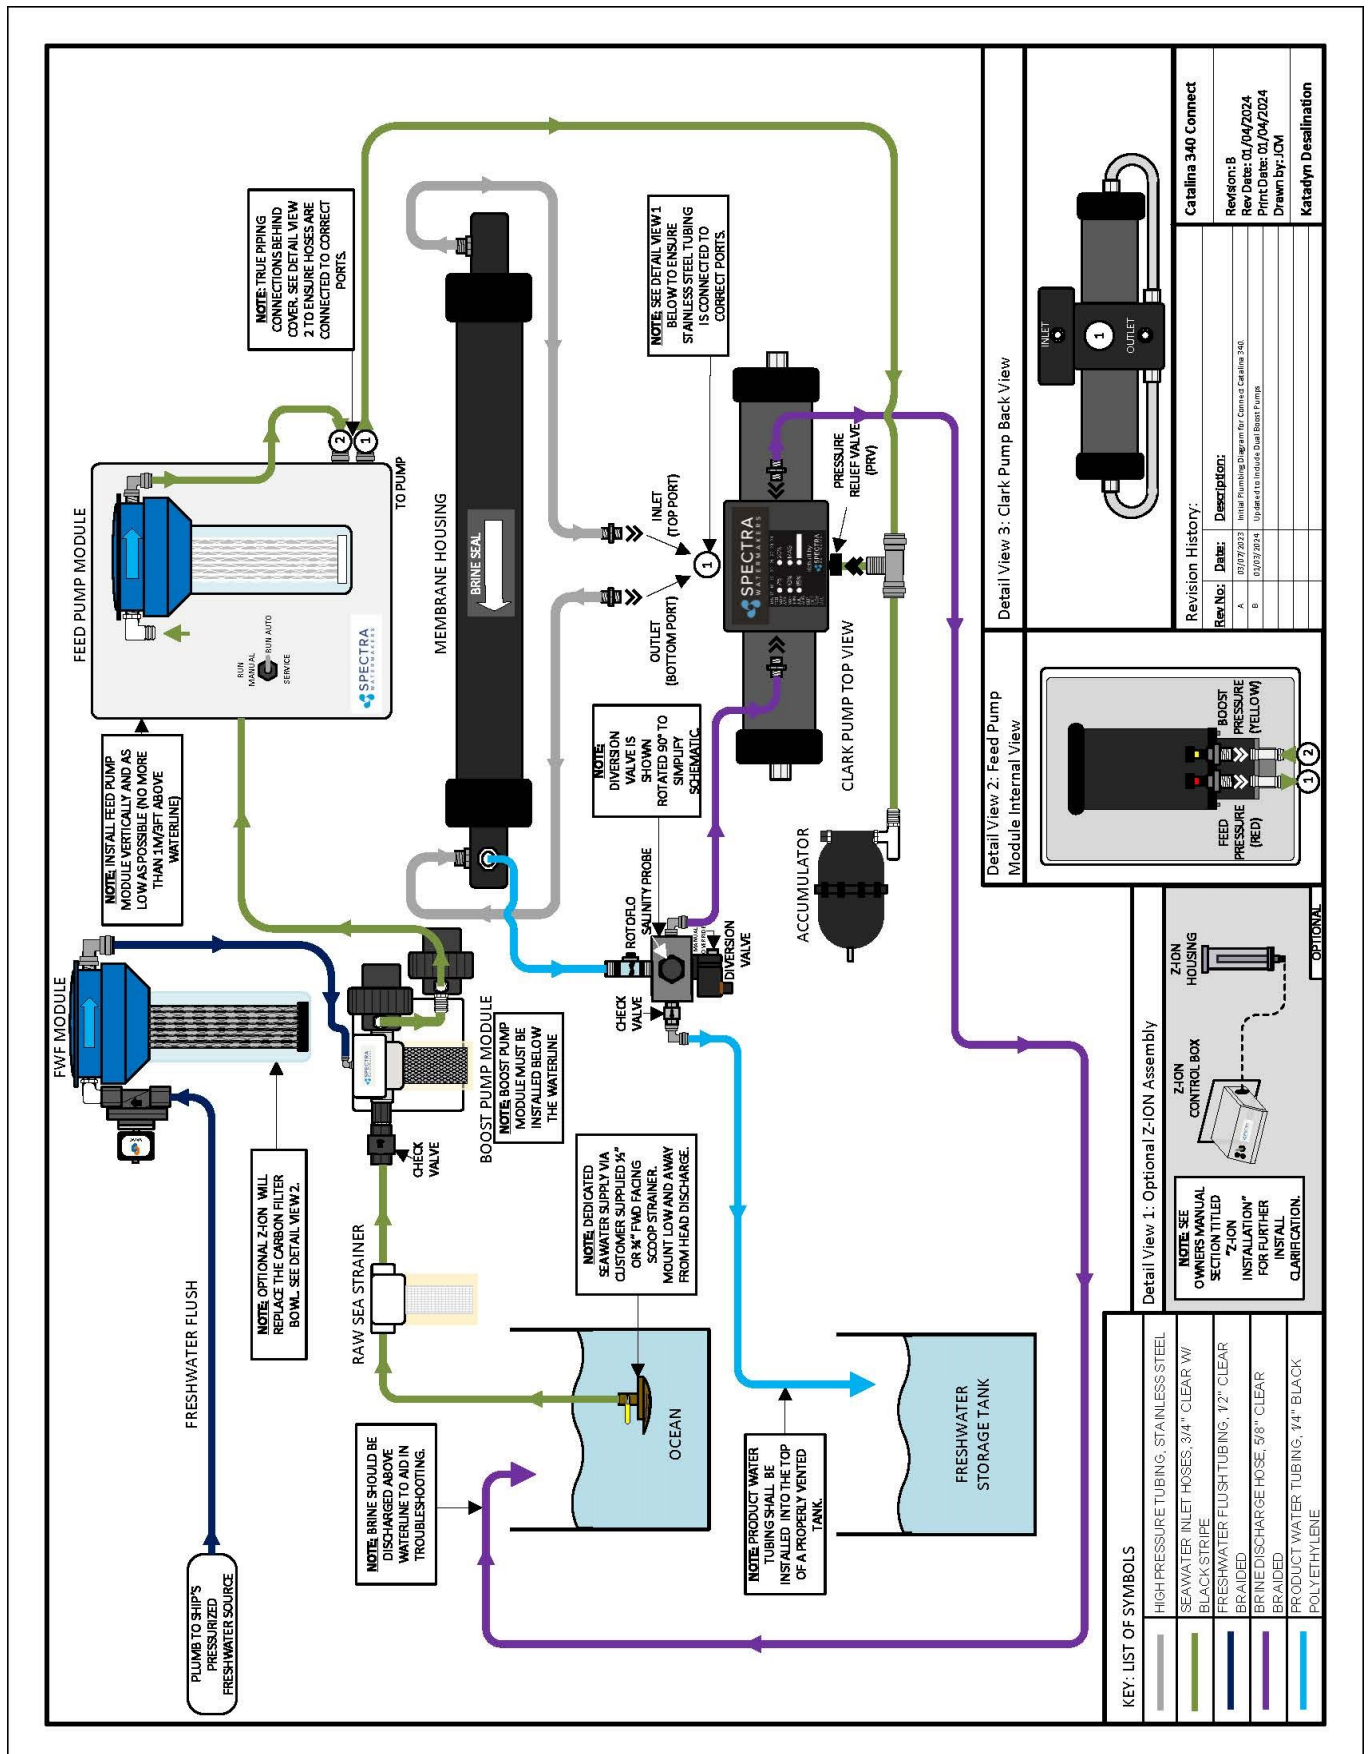 FWF MODULE
FEED PUMP MODULE
FRESHWATER FLUSH
PLUMB TO SHIP'S
PRESSURIZED
FRESHWATER SOURCE
NOTE: OPTIONAL Z-ION WILL
REPLACE THE CARBON FILTER
BOWL. SEE DETAIL VIEW 2.
NOTE: INSTALL FEED PUMP
MODULE VERTICALLY AND AS
LOW AS POSSIBLE (NO MORE
THAN 1M/3FT ABOVE
WATERLINE)
RUN
MANUAL
RUN AUTO
SERVICE
SPECTRA
WATERMAKERS
TO PUMP
2
1
NOTE: TRUE PIPING
CONNECTIONS BEHIND
COVER. SEE DETAIL VIEW
2 TO ENSURE HOSES ARE
CONNECTED TO CORRECT
PORTS.
RAW SEA STRAINER
CHECK
VALVE
SPECTRA
BOOST PUMP MODULE
NOTE: BOOST PUMP
MODULE MUST BE
INSTALLED BELOW
THE WATERLINE
MEMBRANE HOUSING
BRINE SEAL
NOTE: BRINE SHOULD BE
DISCHARGED ABOVE
WATERLINE TO AID IN
TROUBLESHOOTING.
OCEAN
NOTE: DEDICATED
SEAWATER SUPPLY VIA
CUSTOMER SUPPLIED ½"
OR ¾" FWD FACING
SCOOP STRAINER.
MOUNT LOW AND AWAY
FROM HEAD DISCHARGE.
NOTE:
DIVERSION
VALVE IS
SHOWN
ROTATED 90° TO
SIMPLIFY
SCHEMATIC.
OUTLET
(BOTTOM PORT)
INLET
(TOP PORT)
1
NOTE: SEE DETAIL VIEW 1
BELOW TO ENSURE
STAINLESS STEEL TUBING
IS CONNECTED TO
CORRECT PORTS.
ROTOFLO
SALINITY PROBE
CHECK
VALVE
MANUAL
OVERRIDE
DIVERSION
VALVE
SPECTRA
WATERMAKERS
PRESSURE
RELIEF VALVE
(PRV)
CLARK PUMP TOP VIEW
ACCUMULATOR
NOTE: PRODUCT WATER
TUBING SHALL BE
INSTALLED INTO THE TOP
OF A PROPERLY VENTED
TANK.
FRESHWATER
STORAGE TANK
KEY: LIST OF SYMBOLS
HIGH PRESSURE TUBING, STAINLESS STEEL
SEAWATER INLET HOSES, 3/4" CLEAR W/
BLACK STRIPE
FRESHWATER FLUSH TUBING, 1/2" CLEAR
BRAIDED
BRINE DISCHARGE HOSE, 5/8" CLEAR
BRAIDED
PRODUCT WATER TUBING, 1/4" BLACK
POLYETHYLENE
Detail View 1: Optional Z-ION Assembly
NOTE: SEE
OWNERS MANUAL
SECTION TITLED
"Z-ION
INSTALLATION"
FOR FURTHER
INSTALL
CLARIFICATION.
Z-ION
CONTROL BOX
Z-ION
HOUSING
OPTIONAL
Detail View 2: Feed Pump
Module Internal View
FEED
PRESSURE
(RED)
BOOST
PRESSURE
(YELLOW)
1
2
Detail View 3: Clark Pump Back View
INLET
1
OUTLET
Revision History:
Rev No: Date: Description:
A 03/07/2023 Initial Plumbing Diagram for Connect Catalina 340.
B 01/03/2024 Updated to Include Dual Boost Pumps
Catalina 340 Connect
Revision: B
Rev Date: 01/04/2024
Print Date: 01/04/2024
Drawn by: JCM
Katadyn Desalination